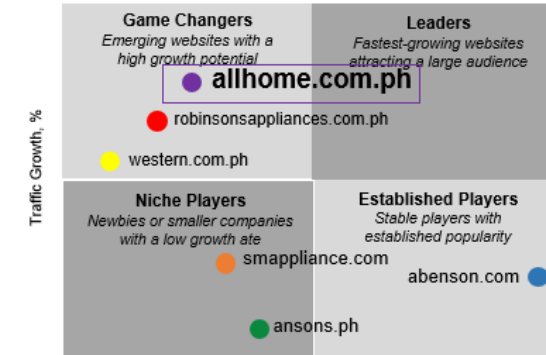 Traffic Growth, %
Game Changers
Emerging websites with a
high growth potential
allhome.com.ph
robinsonsappliances.com.ph
western.com.ph
Leaders
Fastest-growing websites
attracting a large audience
Niche Players
Newbies or smaller companies
with a low growth ate
smappliance.com
ansons.ph
Established Players
Stable players with
established popularity
abenson.com